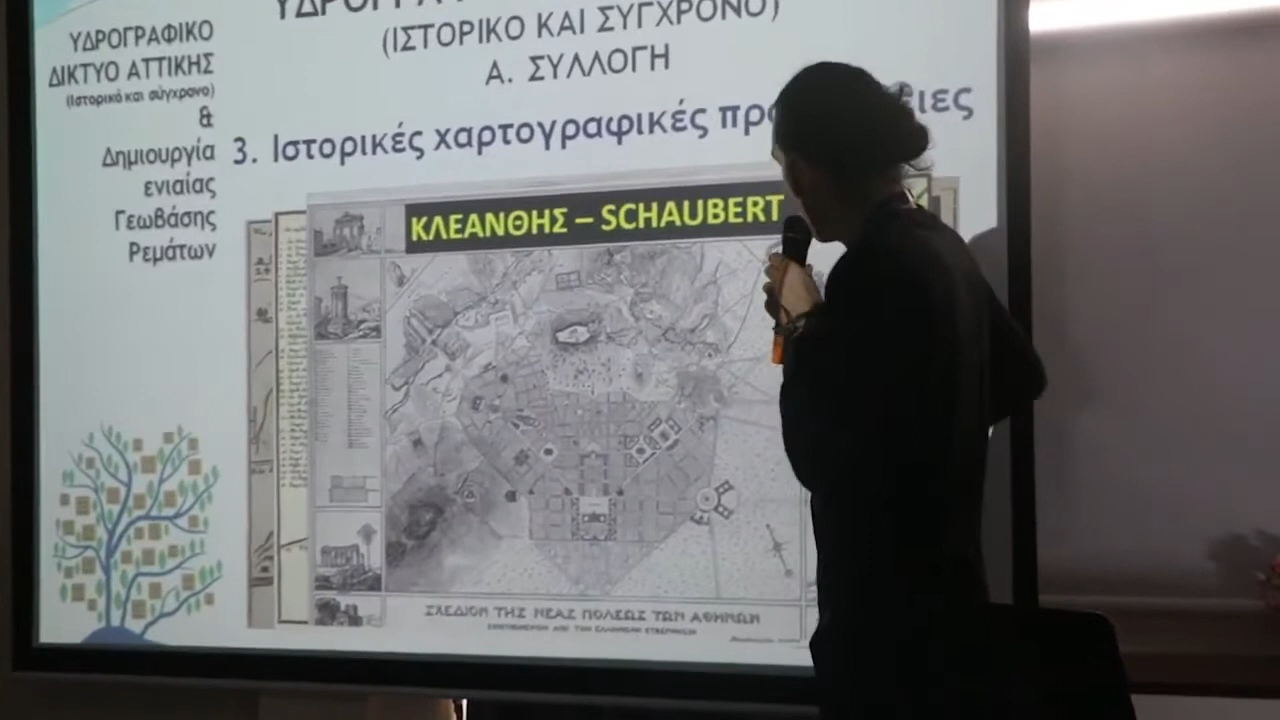 ΥΔΡΟΓΡΑΦΙΚΟ
ΔΙΚΤΥΟ ΑΤΤΙΚΗΣ
(Ιστορικό και σύγχρονο)
&
Δημιουργία
ενιαίας
Γεωβάσης
Ρεμάτων
(ΙΣΤΟΡΙΚΟ ΚΑΙ ΣΥΓΧΡΟΝΟ)
Α. ΣΥΛΛΟΓΗ
3. Ιστορικές χαρτογραφικές
ΚΛΕΑΝΘΗΣ – SCHAUBERT
ΣΧΕΔΙΟΝ ΤΗΣ ΝΕΑΣ ΠΟΛΕΩΣ ΤΩΝ ΑΘΗΝΩΝ